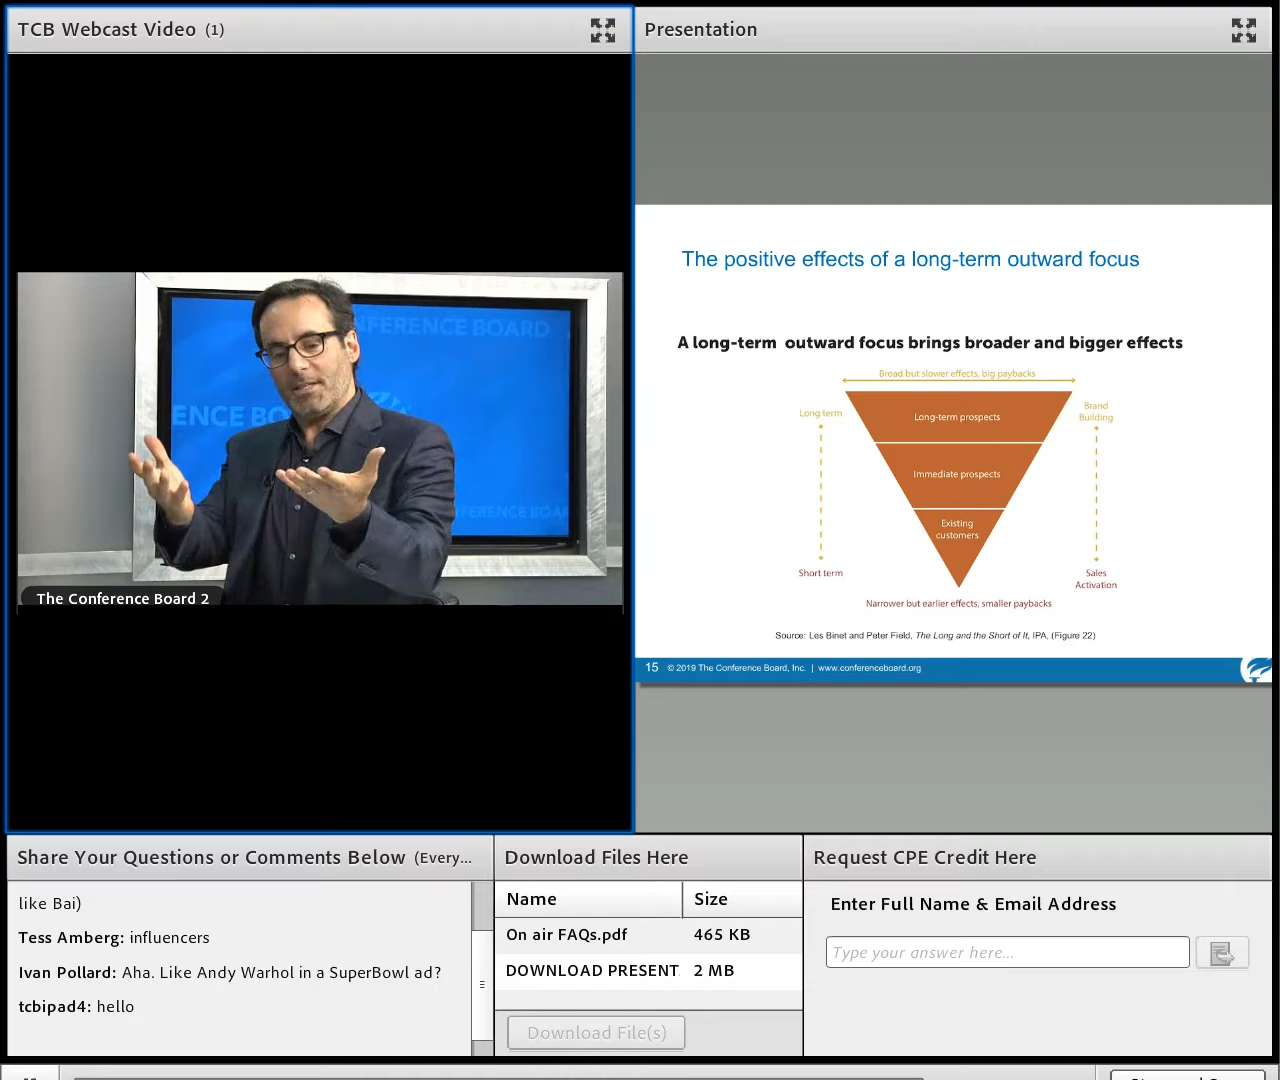 TCB Webcast Video (1)
Presentation
CONFERENCE BOARD
ENCE BO
ONFERENCE BOAR
The Conference Board 2
The positive effects of a long-term outward focus
A long-term outward focus brings broader and bigger effects
Broad but slower effects, big paybacks
Long term
Long-term prospects
Brand
Building
Immediate prospects
Existing
customers
Short term
Sales
Activation
Narrower but earlier effects, smaller paybacks
Source: Les Binet and Peter Field, The Long and the Short of It, IPA, (Figure 22)
15 © 2019 The Conference Board, Inc. | www.conferenceboard.org
Share Your Questions or Comments Below (Every...
like Bai)
Tess Amberg: influencers
Ivan Pollard: Aha. Like Andy Warhol in a SuperBowl ad?
tcbipad4: hello
Download Files Here
Name Size
On air FAQs.pdf 465 KB
DOWNLOAD PRESENT 2 MB
Download File(s)
Request CPE Credit Here
Enter Full Name & Email Address
Type your answer here...